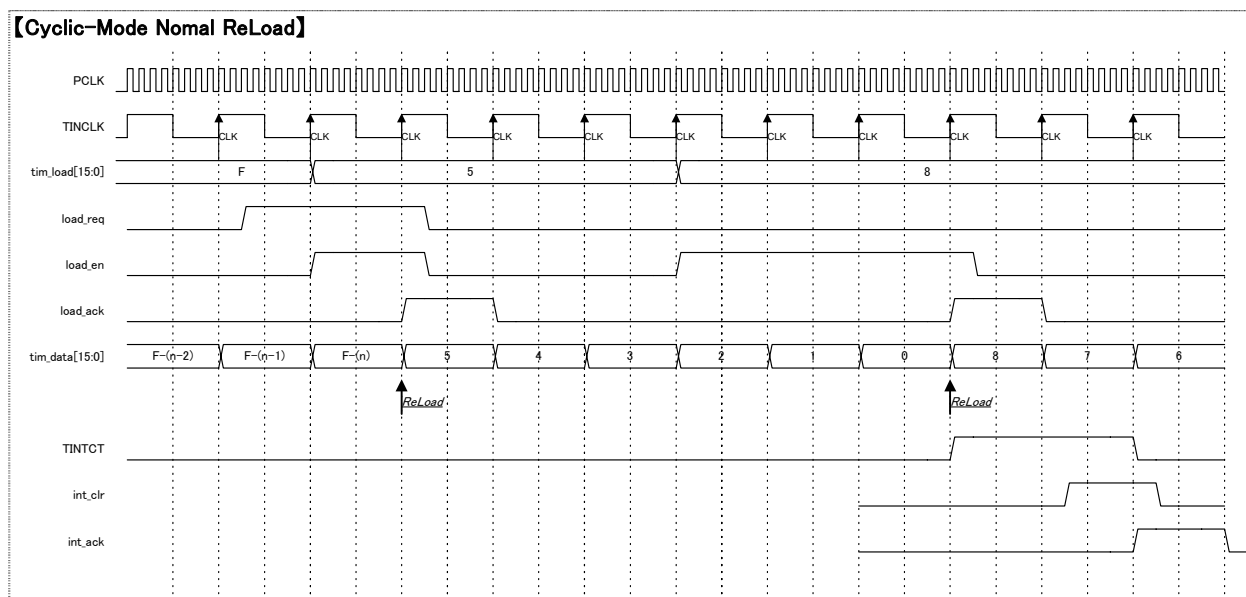 【Cyclic-Mode Nomal ReLoad】
PCLK
TINCLK
CLK CLK CLK CLK CLK CLK CLK CLK CLK CLK CLK
tim_load[15:0] F 5 8
load_req
load_en
load_ack
tim_data[15:0] F-(n-2) F-(n-1) F-(n) 5 4 3 2 1 0 8 7 6
ReLoad ReLoad
TINTCT
int_clr
int_ack